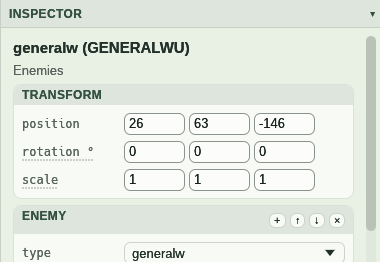 INSPECTOR ▾
generalw (GENERALWU)
Enemies
TRANSFORM
position 26 63 -146
rotation ° 0 0 0
scale 1 1 1
ENEMY + ↑ ↓ ×
type generalw